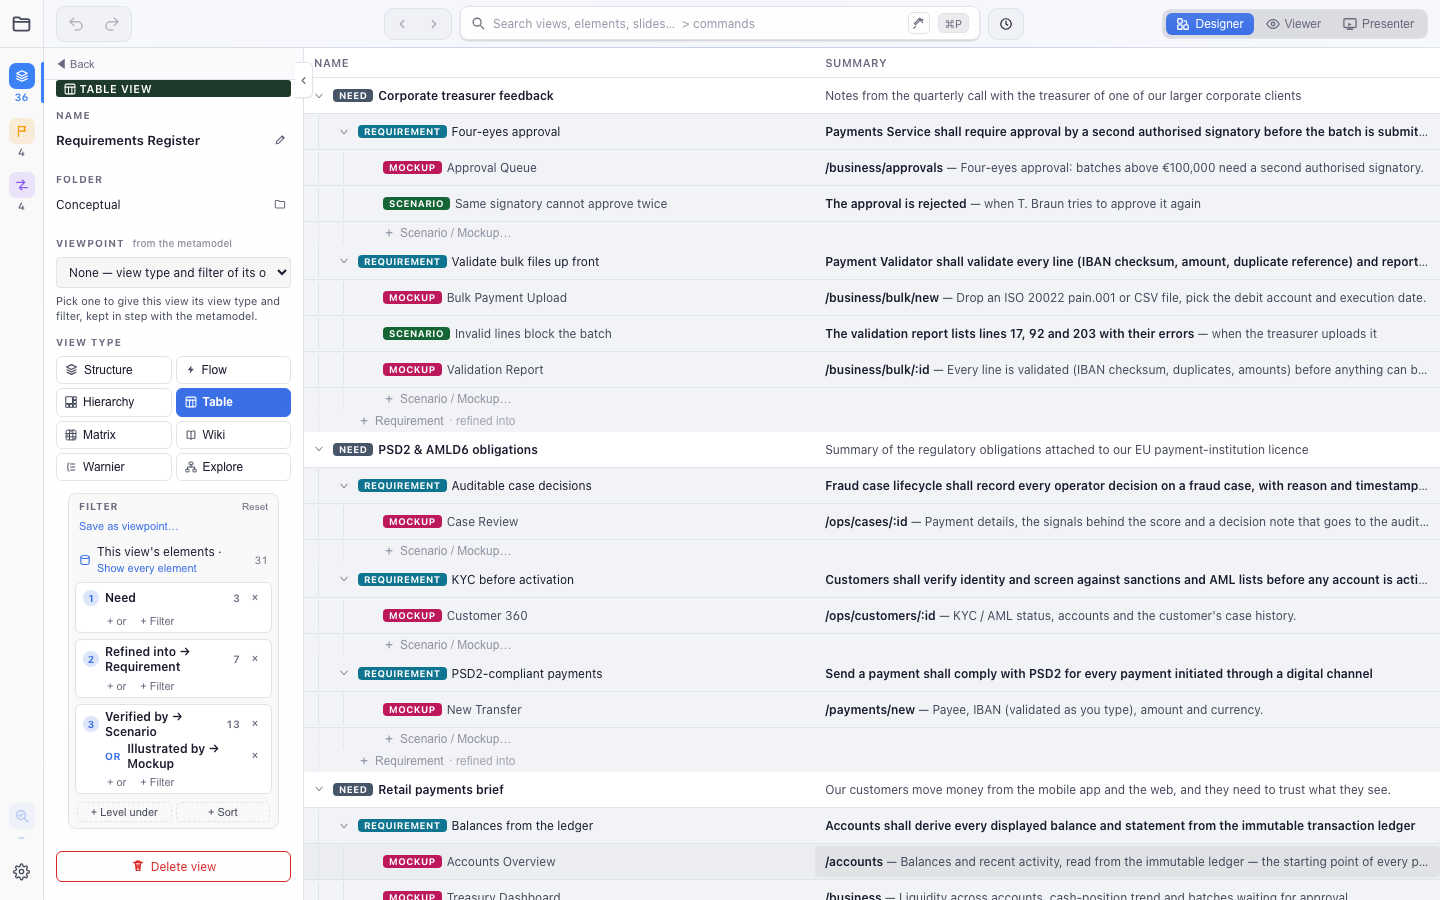 Search views, elements, slides... > commands
⌘P
Designer
Viewer
Presenter
36
4
4
Back
TABLE VIEW
NAME
Requirements Register
FOLDER
Conceptual
VIEWPOINT from the metamodel
None — view type and filter of its o
Pick one to give this view its view type and
filter, kept in step with the metamodel.
VIEW TYPE
Structure
Flow
Hierarchy
Table
Matrix
Wiki
Warnier
Explore
FILTER
Reset
Save as viewpoint...
This view's elements ·
Show every element
31
1 Need 3 ×
+ or + Filter
2 Refined into →
Requirement
7 ×
+ or + Filter
3 Verified by →
Scenario
13 ×
OR Illustrated by →
Mockup
×
+ or + Filter
+ Level under
+ Sort
Delete view
NAME SUMMARY
NEED Corporate treasurer feedback Notes from the quarterly call with the treasurer of one of our larger corporate clients
REQUIREMENT Four-eyes approval Payments Service shall require approval by a second authorised signatory before the batch is submit...
MOCKUP Approval Queue /business/approvals — Four-eyes approval: batches above €100,000 need a second authorised signatory.
SCENARIO Same signatory cannot approve twice The approval is rejected — when T. Braun tries to approve it again
+ Scenario / Mockup...
REQUIREMENT Validate bulk files up front Payment Validator shall validate every line (IBAN checksum, amount, duplicate reference) and report...
MOCKUP Bulk Payment Upload /business/bulk/new — Drop an ISO 20022 pain.001 or CSV file, pick the debit account and execution date.
SCENARIO Invalid lines block the batch The validation report lists lines 17, 92 and 203 with their errors — when the treasurer uploads it
MOCKUP Validation Report /business/bulk/:id — Every line is validated (IBAN checksum, duplicates, amounts) before anything can b...
+ Scenario / Mockup...
+ Requirement · refined into
NEED PSD2 & AMLD6 obligations Summary of the regulatory obligations attached to our EU payment-institution licence
REQUIREMENT Auditable case decisions Fraud case lifecycle shall record every operator decision on a fraud case, with reason and timestamp...
MOCKUP Case Review /ops/cases/:id — Payment details, the signals behind the score and a decision note that goes to the audit...
+ Scenario / Mockup...
REQUIREMENT KYC before activation Customers shall verify identity and screen against sanctions and AML lists before any account is acti...
MOCKUP Customer 360 /ops/customers/:id — KYC / AML status, accounts and the customer's case history.
+ Scenario / Mockup...
REQUIREMENT PSD2-compliant payments Send a payment shall comply with PSD2 for every payment initiated through a digital channel
MOCKUP New Transfer /payments/new — Payee, IBAN (validated as you type), amount and currency.
+ Scenario / Mockup...
+ Requirement · refined into
NEED Retail payments brief Our customers move money from the mobile app and the web, and they need to trust what they see.
REQUIREMENT Balances from the ledger Accounts shall derive every displayed balance and statement from the immutable transaction ledger
MOCKUP Accounts Overview /accounts — Balances and recent activity, read from the immutable ledger — the starting point of every p...
MOCKUP Treasury Dashboard /business — Liquidity across accounts, cash-position trend and batches waiting for approval.